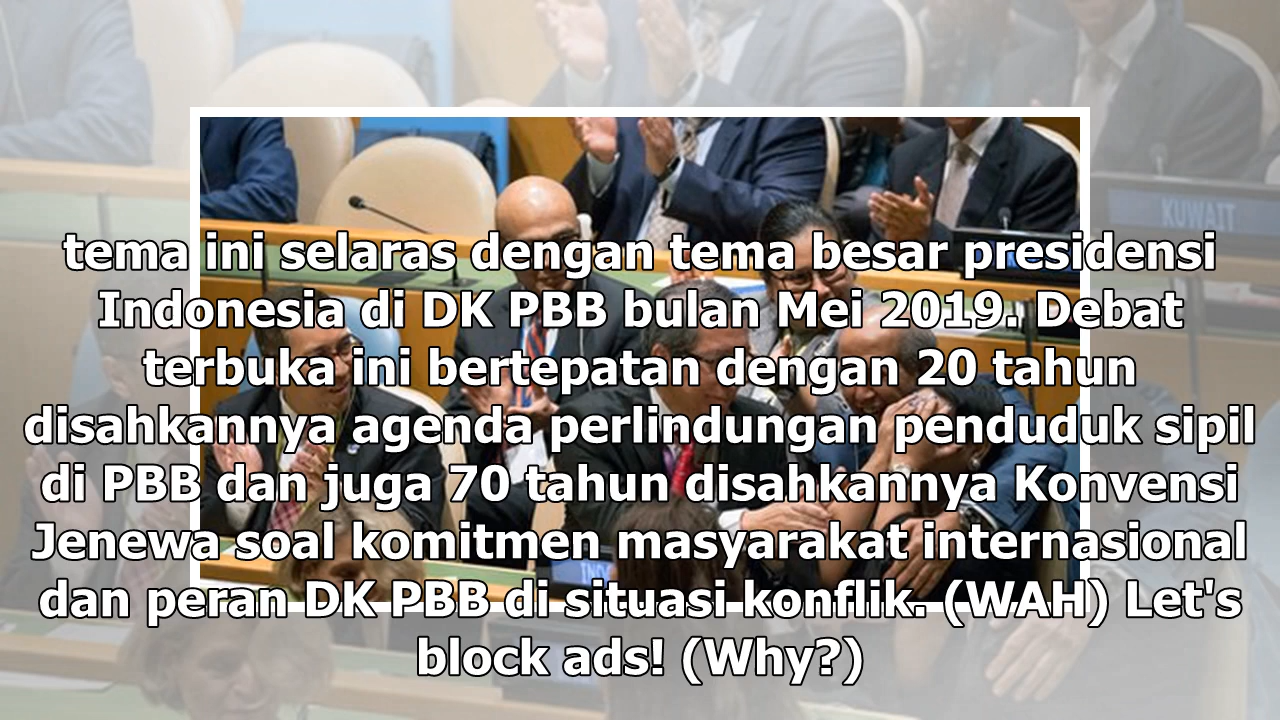 KUWAIT
tema ini selaras dengan tema besar presidensi
Indonesia di DK PBB bulan Mei 2019. Debat
terbuka ini bertepatan dengan 20 tahun
disahkannya agenda perlindungan penduduk sipil
di PBB dan juga 70 tahun disahkannya Konvensi
Jenewa soal komitmen masyarakat internasional
dan peran DK PBB di situasi konflik. (WAH) Let's
block ads! (Why?)